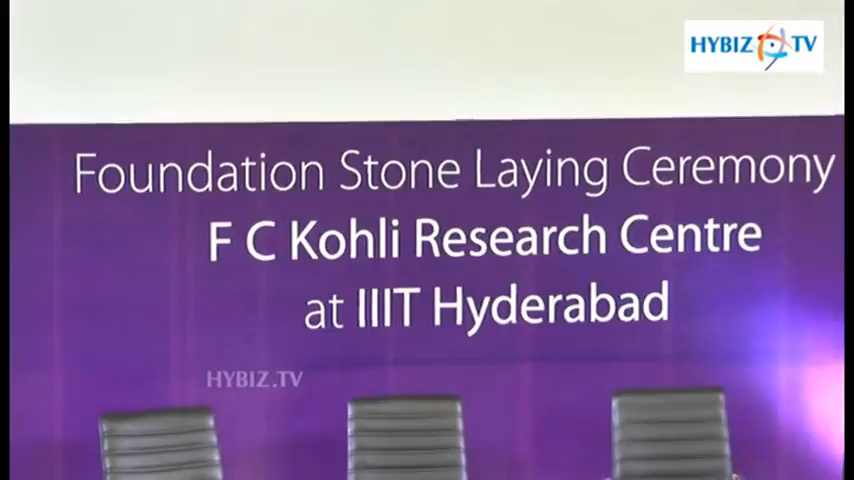 HYBIZ TV
Foundation Stone Laying Ceremony
F C Kohli Research Centre
at IIIT Hyderabad
HYBIZ.TV